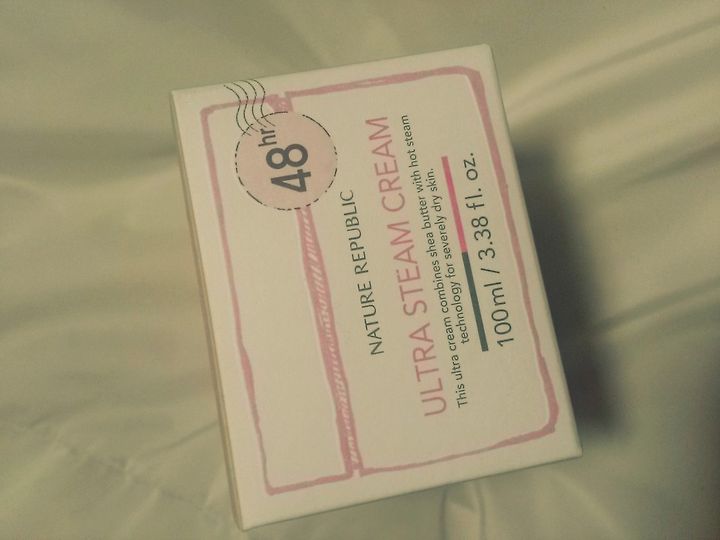 48hr
NATURE REPUBLIC
ULTRA STEAM CREAM
This ultra cream combines shea butter with hot steam
technology for severely dry skin.
100ml / 3.38 fl. oz.